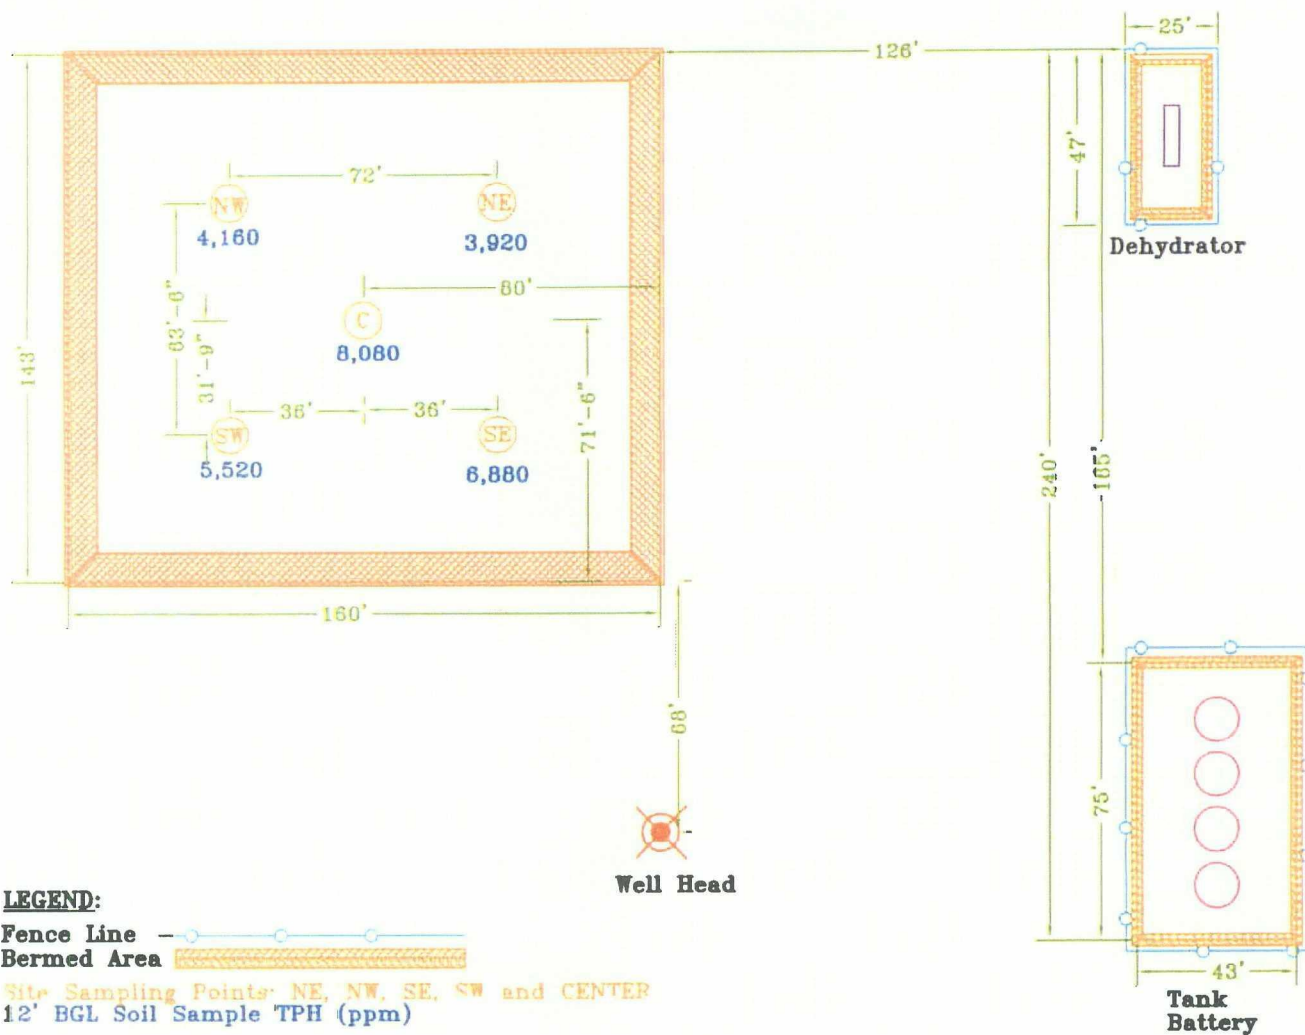 25'
126'
47'
Dehydrator
72'
NW
NE
4,160
3,920
80'
63'-6"
C
31'-9"
8,080
143'
36'
36'
71'-6"
SW
SE
5,520
6,880
240'
165'
160'
68'
75'
Well Head
LEGEND:
Fence Line
Bermed Area
43'
Site Sampling Points: NE, NW, SE, SW and CENTER
12' BGL Soil Sample TPH (ppm)
Tank
Battery